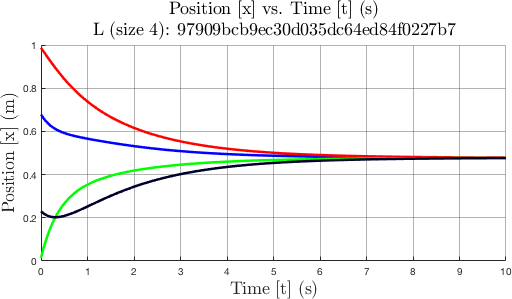 Position [x] vs. Time [t] (s)
L (size 4): 97909bcb9ec30d035dc64ed84f0227b7
Position [x] (m)
1
0.8
0.6
0.4
0.2
0
0 1 2 3 4 5 6 7 8 9 10
Time [t] (s)